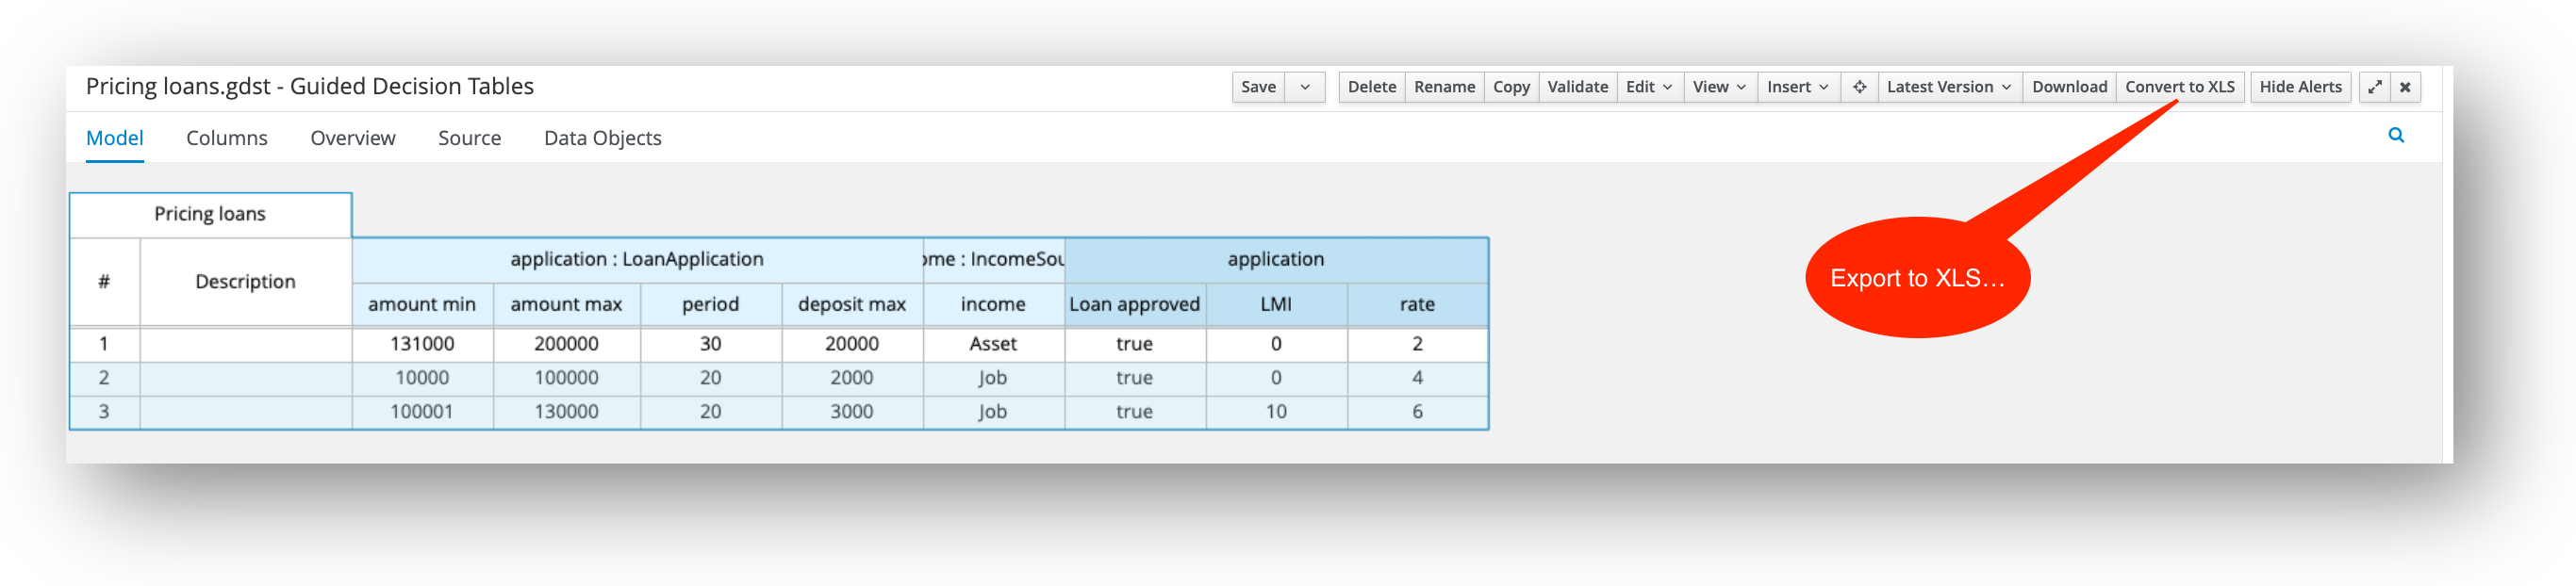 Pricing loans.gdst - Guided Decision Tables
Save Delete Rename Copy Validate Edit View Insert Latest Version Download Convert to XLS Hide Alerts
Model Columns Overview Source Data Objects
Pricing loans
# Description application : LoanApplication ome : IncomeSou application
amount min amount max period deposit max income Loan approved LMI rate
1 131000 200000 30 20000 Asset true 0 2
2 10000 100000 20 2000 Job true 0 4
3 100001 130000 20 3000 Job true 10 6
Export to XLS...